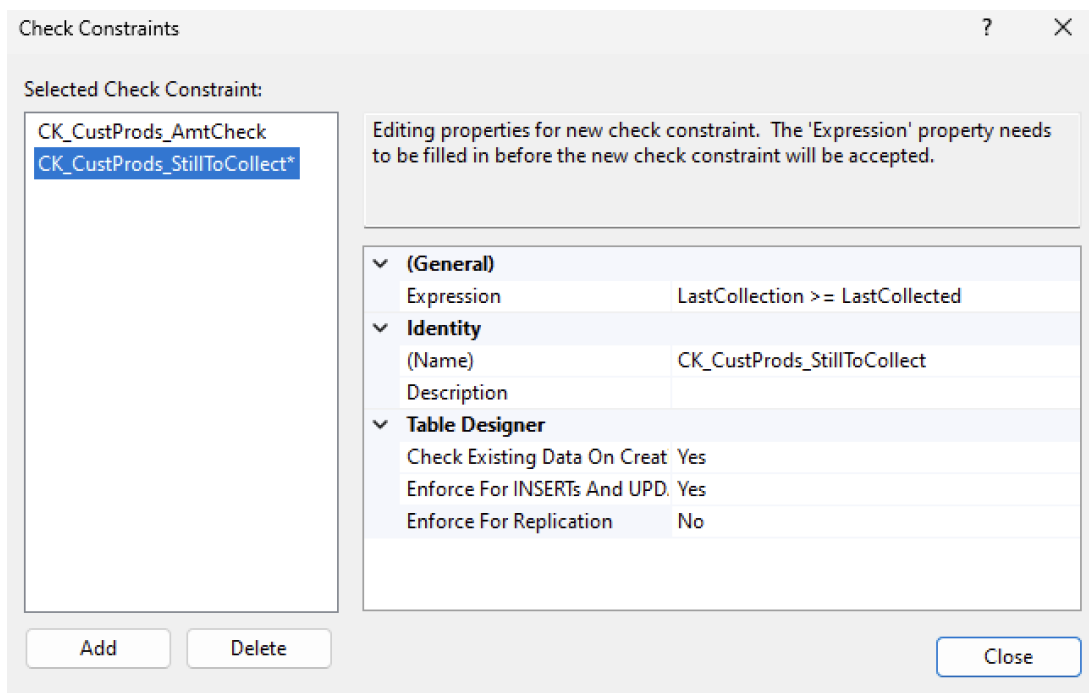 Check Constraints
?
Selected Check Constraint:
CK_CustProds_AmtCheck
CK_CustProds_StillToCollect*
Editing properties for new check constraint.  The 'Expression' property needs
to be filled in before the new check constraint will be accepted.
(General)
Expression LastCollection >= LastCollected
Identity
(Name) CK_CustProds_StillToCollect
Description
Table Designer
Check Existing Data On Creat Yes
Enforce For INSERTs And UPD. Yes
Enforce For Replication No
Add Delete
Close